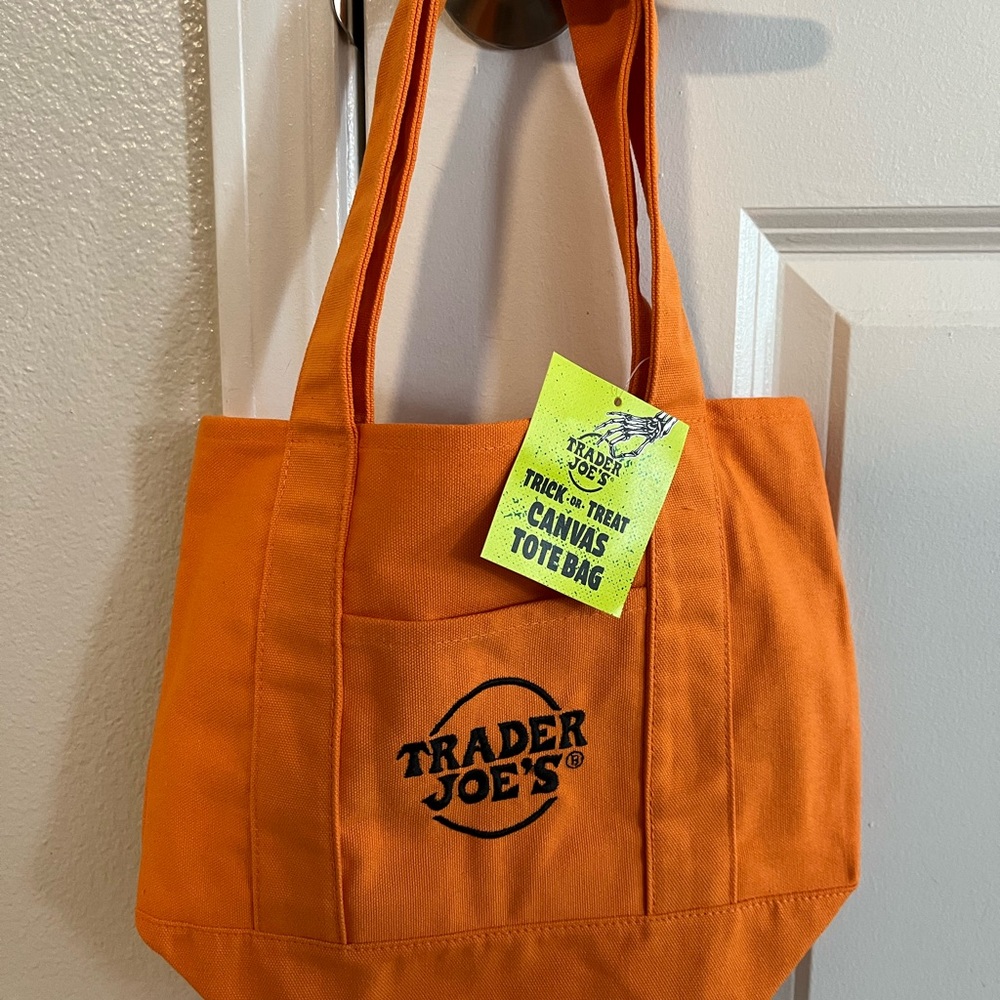 TRADER
JOE'S
TRICK-OR-TREAT
CANVAS
TOTE BAG
TRADER
JOE'S®